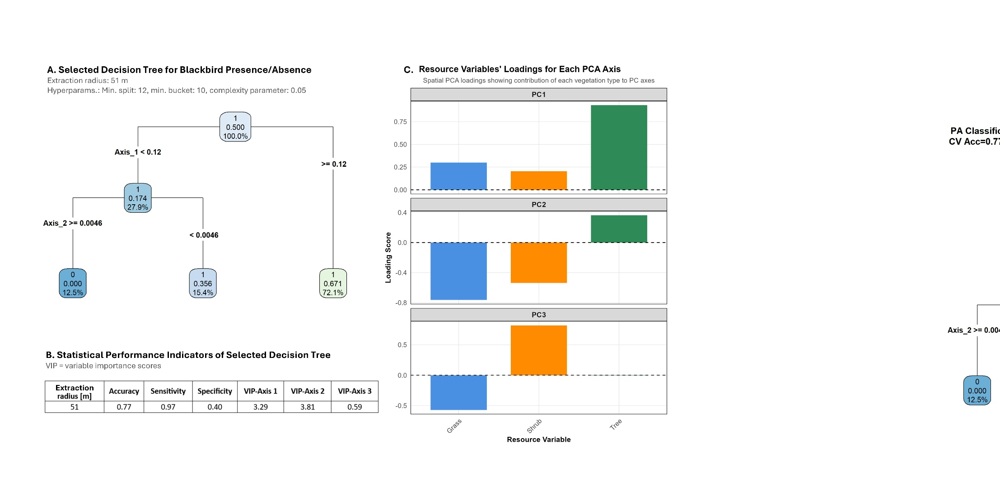 A. Selected Decision Tree for Blackbird Presence/Absence
Extraction radius: 51 m
Hyperparams.: Min. split: 12, min. bucket: 10, complexity parameter: 0.05
1
0.500
100.0%
Axis_1 < 0.12
>= 0.12
1
0.174
27.9%
Axis_2 >= 0.0046
< 0.0046
0
0.000
12.5%
1
0.356
15.4%
1
0.671
72.1%
B. Statistical Performance Indicators of Selected Decision Tree
VIP = variable importance scores
Extraction radius [m] Accuracy Sensitivity Specificity VIP-Axis 1 VIP-Axis 2 VIP-Axis 3
51 0.77 0.97 0.40 3.29 3.81 0.59
C. Resource Variables' Loadings for Each PCA Axis
Spatial PCA loadings showing contribution of each vegetation type to PC axes
Loading Score
PC1
0.75
0.50
0.25
0.00
PC2
0.4
0.0
-0.4
-0.8
PC3
0.5
0.0
-0.5
Grass Shrub Tree
Resource Variable
PA
CV Acc=0.77
Axis_2 >= 0.004
0
0.000
12.5%